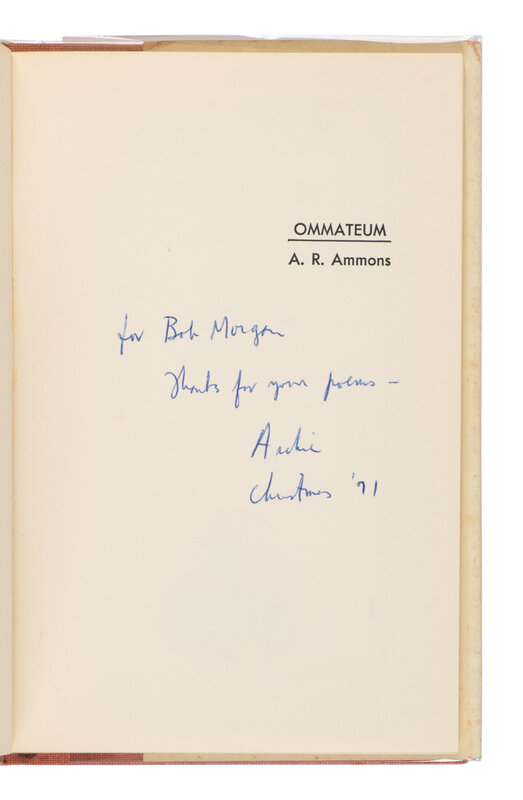 OMMATEUM
A. R. Ammons
for Bob Morgan
Thanks for your poems –
Archie
Christmas '71